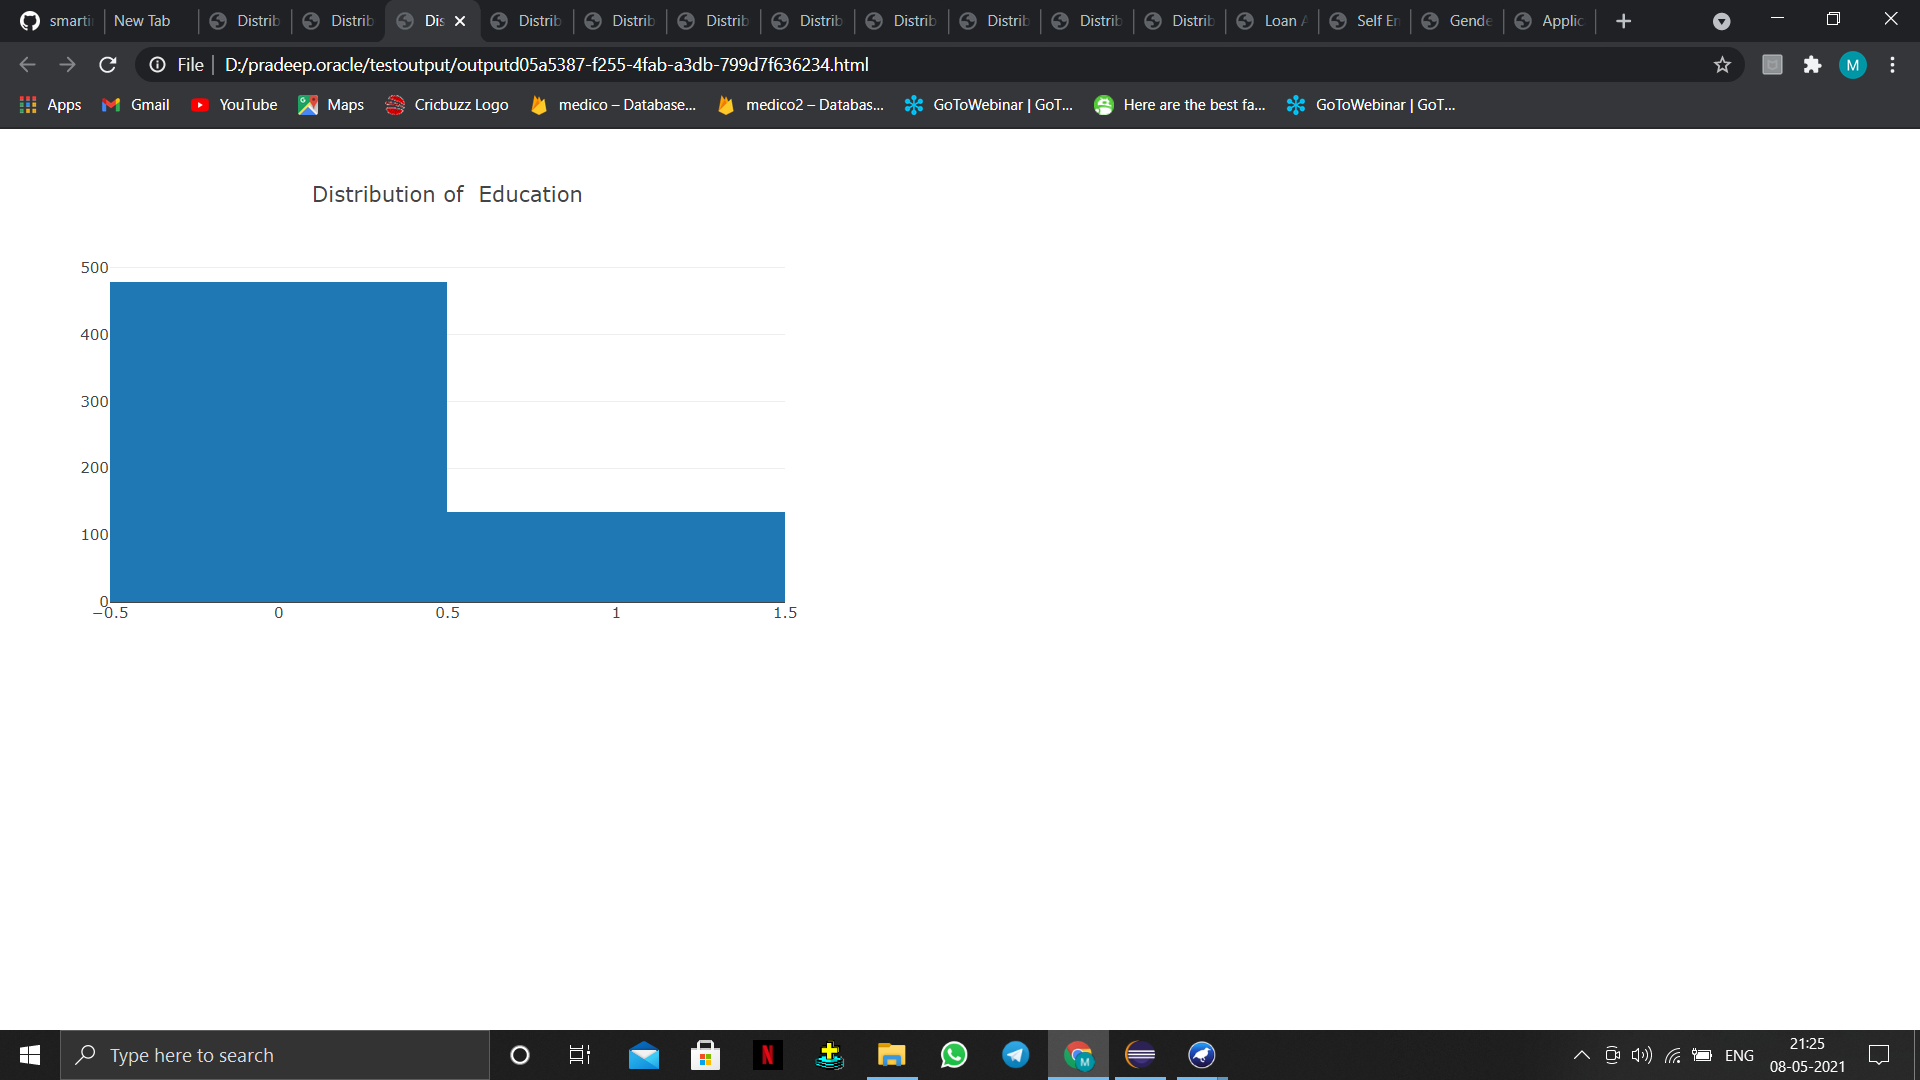 smarti New Tab Distrib Distrib Dis Distrib Distrib Distrib Distrib Distrib Distrib Distrib Distrib Loan A Self En Gende Applic
File D:/pradeep.oracle/testoutput/outputd05a5387-f255-4fab-a3db-799d7f636234.html M
Apps Gmail YouTube Maps Cricbuzz Logo medico – Database... medico2 – Databas... GoToWebinar | GoT... Here are the best fa... GoToWebinar | GoT...
Distribution of Education
500
400
300
200
100
0
−0.5 0 0.5 1 1.5
Type here to search N M ENG 21:25
08-05-2021